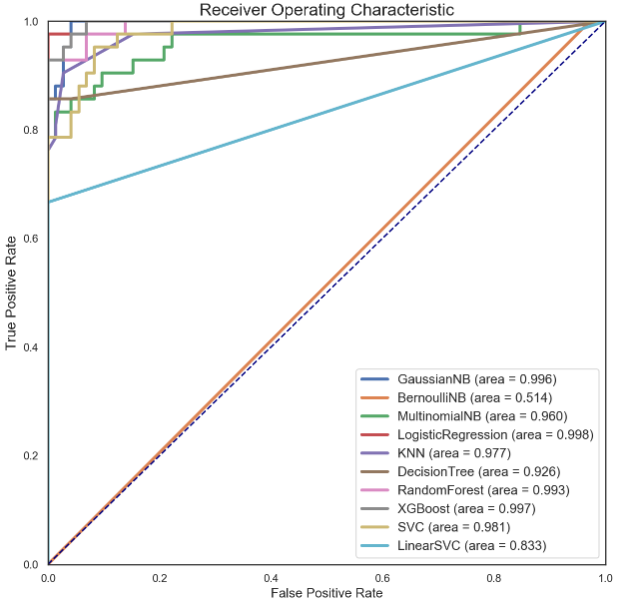 Receiver Operating Characteristic
1.0
0.8
0.6
0.4
0.2
0.0
True Positive Rate
GaussianNB (area = 0.996)
BernoulliNB (area = 0.514)
MultinomialNB (area = 0.960)
LogisticRegression (area = 0.998)
KNN (area = 0.977)
DecisionTree (area = 0.926)
RandomForest (area = 0.993)
XGBoost (area = 0.997)
SVC (area = 0.981)
LinearSVC (area = 0.833)
0.0 0.2 0.4 0.6 0.8 1.0
False Positive Rate